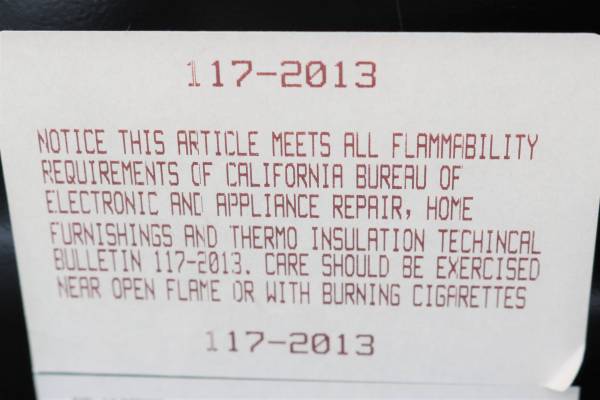 117-2013
NOTICE THIS ARTICLE MEETS ALL FLAMMABILITY
REQUIREMENTS OF CALIFORNIA BUREAU OF
ELECTRONIC AND APPLIANCE REPAIR, HOME
FURNISHINGS AND THERMO INSULATION TECHINCAL
BULLETIN 117-2013. CARE SHOULD BE EXERCISED
NEAR OPEN FLAME OR WITH BURNING CIGARETTES
117-2013